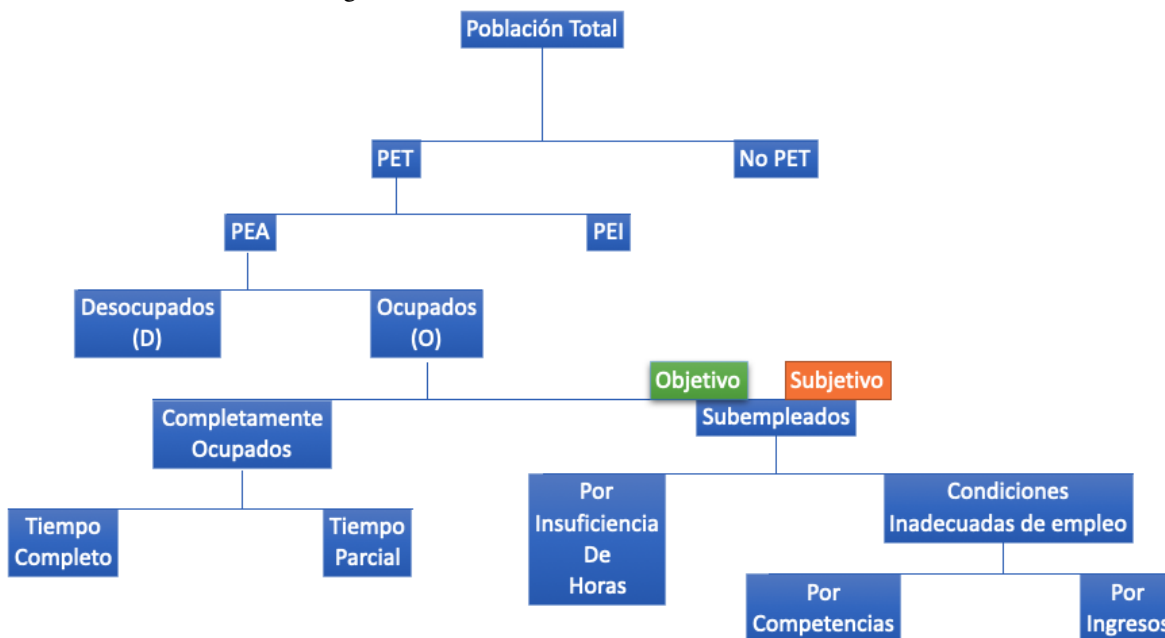 Población Total
PET
No PET
PEA
PEI
Desocupados
(D)
Ocupados
(O)
Objetivo
Subjetivo
Completamente
Ocupados
Subempleados
Tiempo
Completo
Tiempo
Parcial
Por
Insuficiencia
De
Horas
Condiciones
Inadecuadas de empleo
Por
Competencias
Por
Ingresos